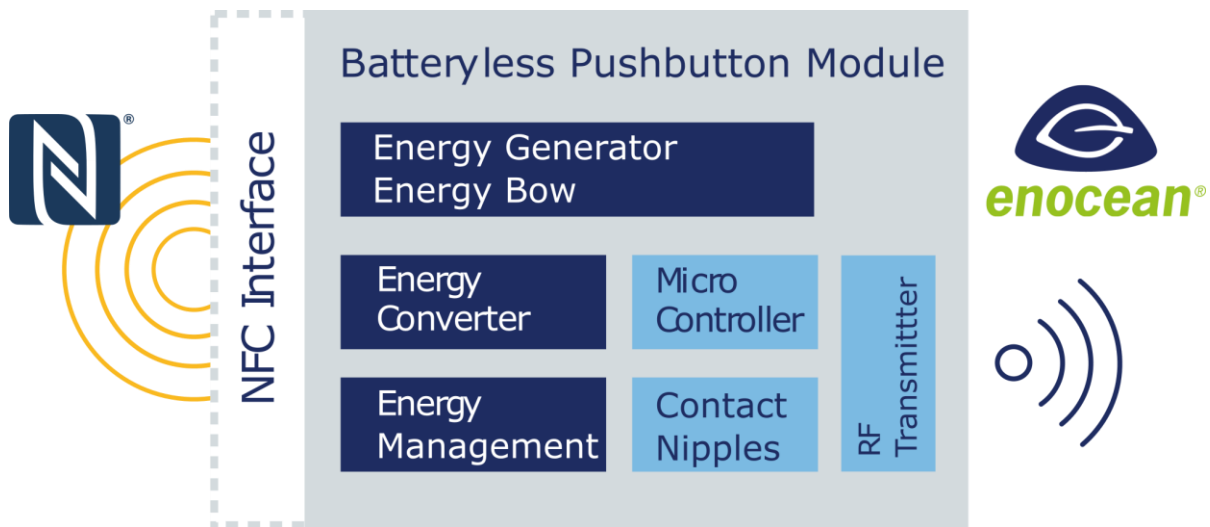 Batteryless Pushbutton Module
®
NFC Interface
Energy Generator
Energy Bow
enocean®
Energy
Converter
Micro
Controller
RF
Transmittter
Energy
Management
Contact
Nipples